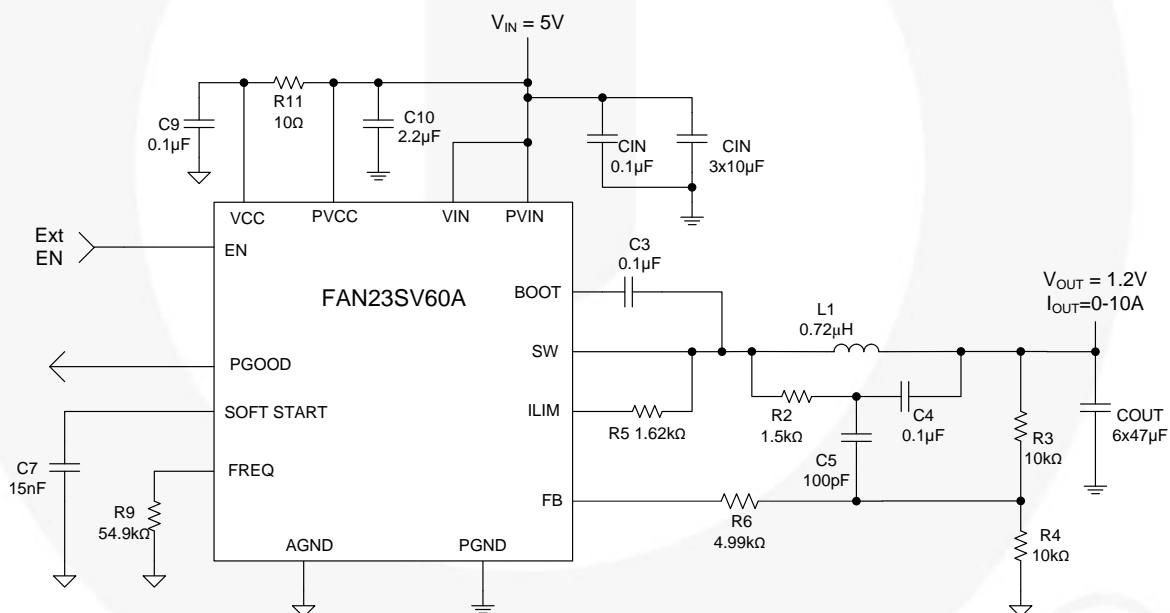 VIN = 5V
C9
0.1µF
R11
10Ω
C10
2.2µF
CIN
0.1µF
CIN
3x10µF
VCC
PVCC
VIN
PVIN
Ext
EN
EN
FAN23SV60A
BOOT
C3
0.1µF
VOUT = 1.2V
IOUT=0-10A
L1
0.72µH
SW
PGOOD
SOFT START
ILIM
R5 1.62kΩ
R2
1.5kΩ
C4
0.1µF
R3
10kΩ
COUT
6x47µF
C7
15nF
FREQ
C5
100pF
R9
54.9kΩ
FB
R6
4.99kΩ
R4
10kΩ
AGND
PGND